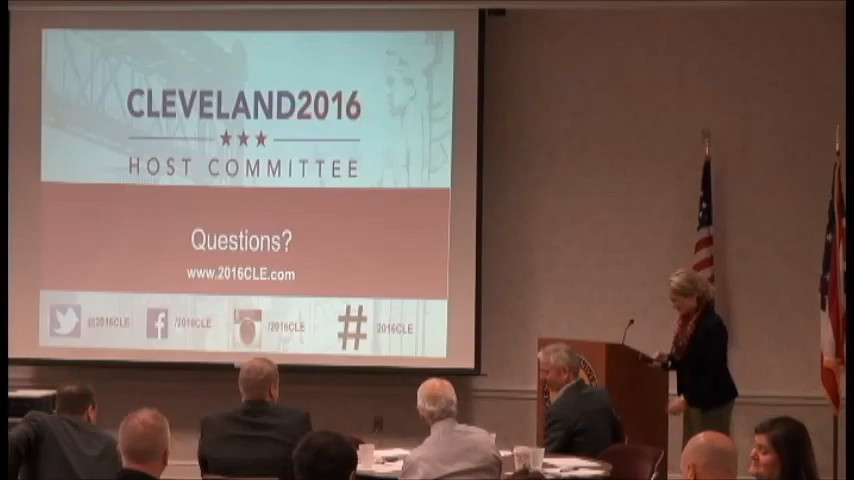 CLEVELAND2016
HOST COMMITTEE
Questions?
www.2016CLE.com
@2016CLE
/2016CLE
/2016CLE
# 2016CLE